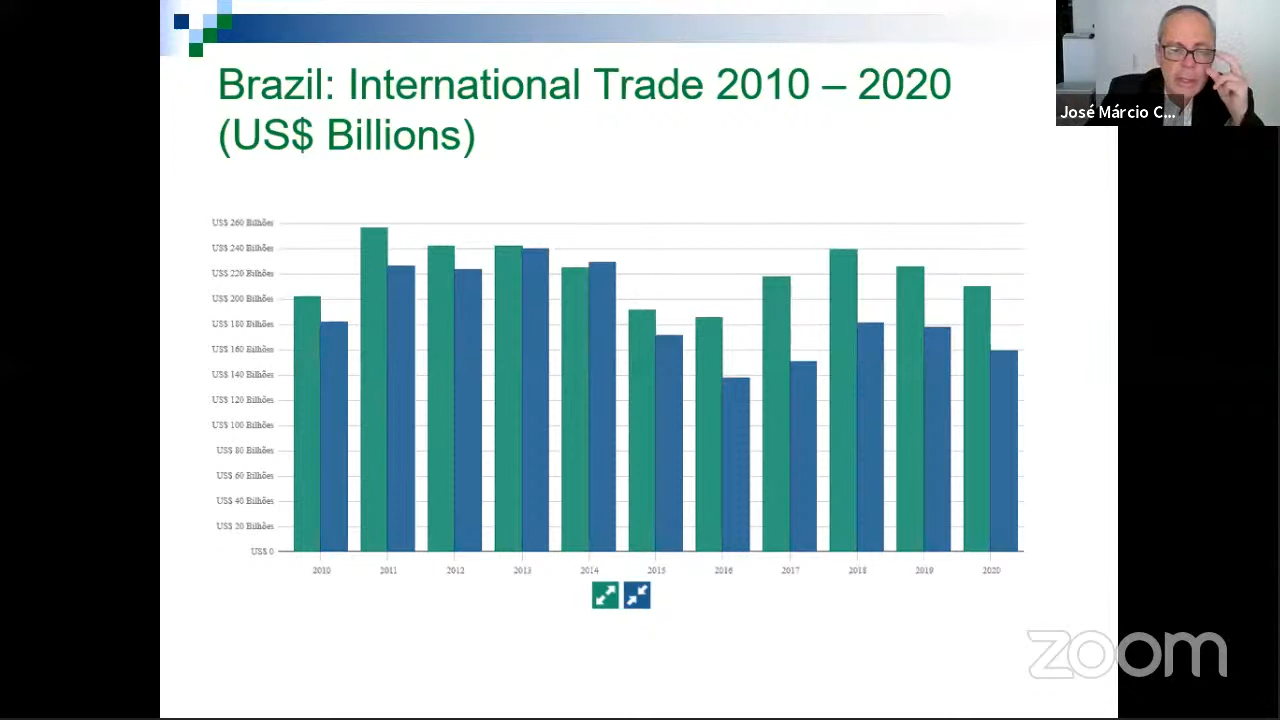 Brazil: International Trade 2010 – 2020
(US$ Billions)
José Márcio C...
US$ 260 Bilhões
US$ 240 Bilhões
US$ 220 Bilhões
US$ 200 Bilhões
US$ 180 Bilhões
US$ 160 Bilhões
US$ 140 Bilhões
US$ 120 Bilhões
US$ 100 Bilhões
US$ 80 Bilhões
US$ 60 Bilhões
US$ 40 Bilhões
US$ 20 Bilhões
US$ 0
2010 2011 2012 2013 2014 2015 2016 2017 2018 2019 2020
zoom